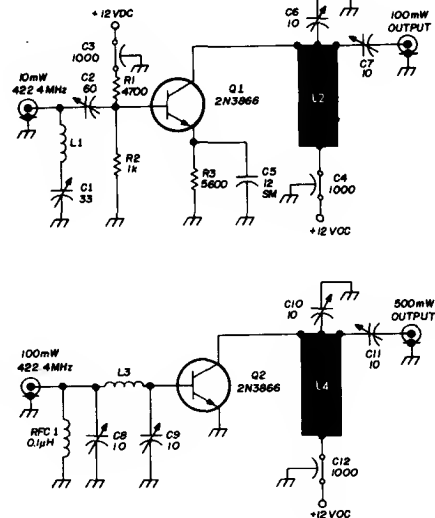 +12VDC
C3
1000
C6
10
100mW
OUTPUT
C7
10
10mW
422.4MHz
C2
60
R1
4700
Q1
2N3866
L2
L1
C1
33
R2
1k
R3
5600
C5
12
SM
C4
1000
+12VDC
C10
10
500mW
OUTPUT
C11
10
100mW
422.4MHz
L3
Q2
2N3866
L4
RFC1
0.1µH
C8
10
C9
10
C12
1000
+12VDC